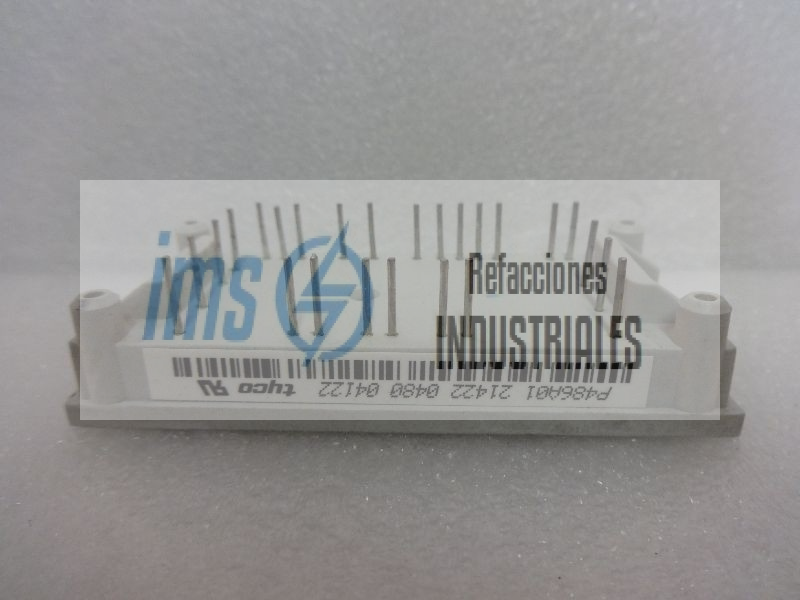 ims
Refacciones
INDUSTRIALES
P486A01 21422 0480 04122 tyco